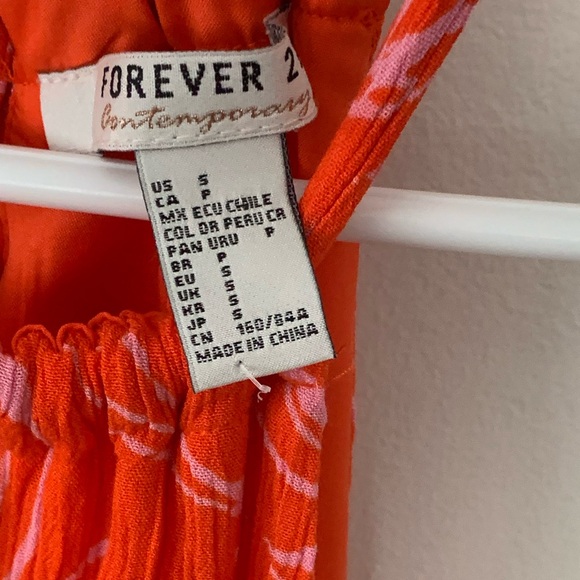 FOREVER 2
Contemporary
US S
CA P
MX ECU CHILE
COL DR PERU CR
PAN URU P
BR P
EU S
UK S
KR S
JP S
CN 160/84A
MADE IN CHINA